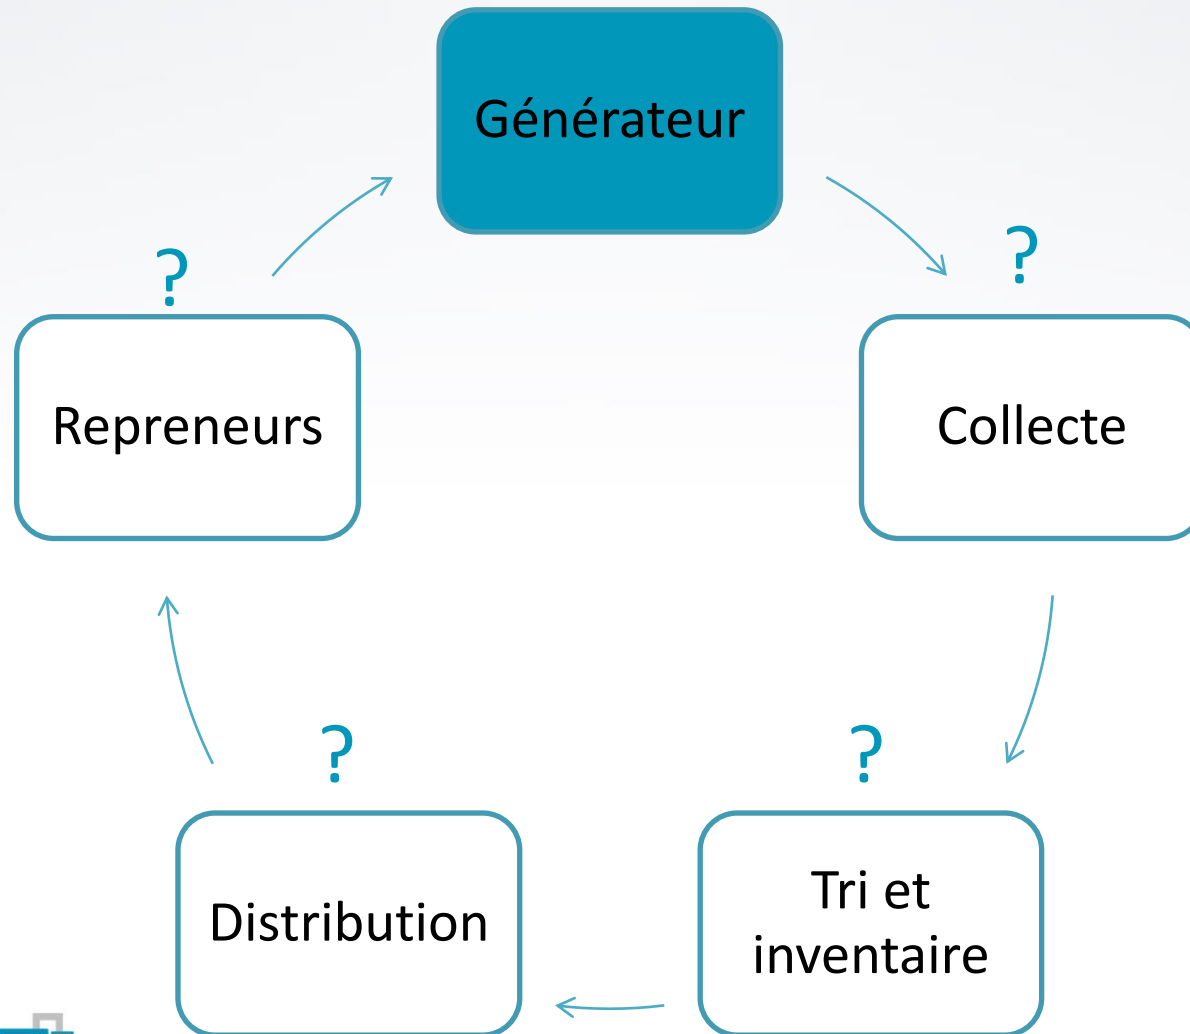 Générateur
?
?
Repreneurs
Collecte
?
?
Distribution
Tri et
inventaire